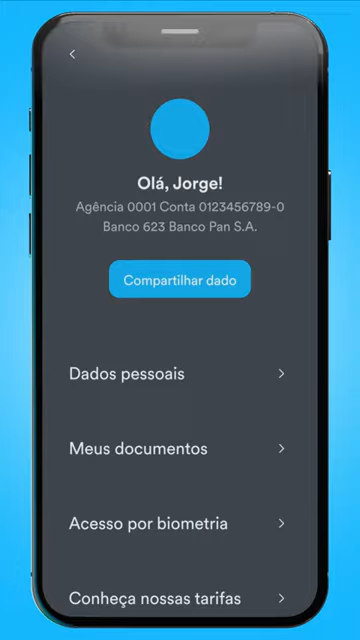 Olá, Jorge!
Agência 0001 Conta 0123456789-0
Banco 623 Banco Pan S.A.
Compartilhar dado
Dados pessoais
Meus documentos
Acesso por biometria
Conheça nossas tarifas